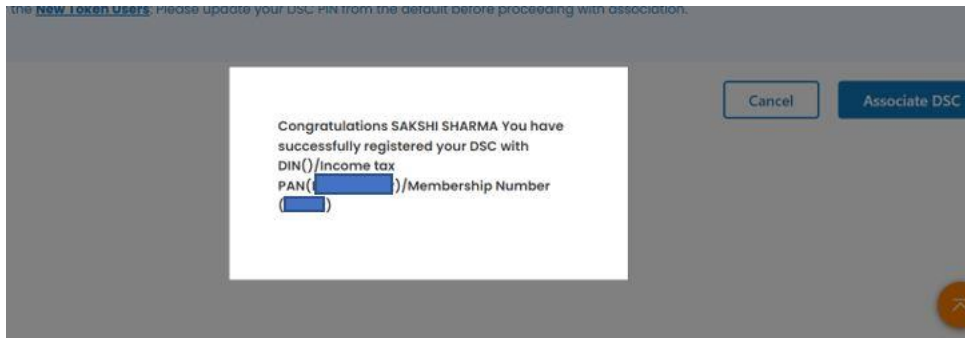 the New Token Users. Please update your DSC PIN from the default before proceeding with association.
Cancel
Associate DSC
Congratulations SAKSHI SHARMA You have
successfully registered your DSC with
DIN()/Income tax
PAN( )/Membership Number
( )